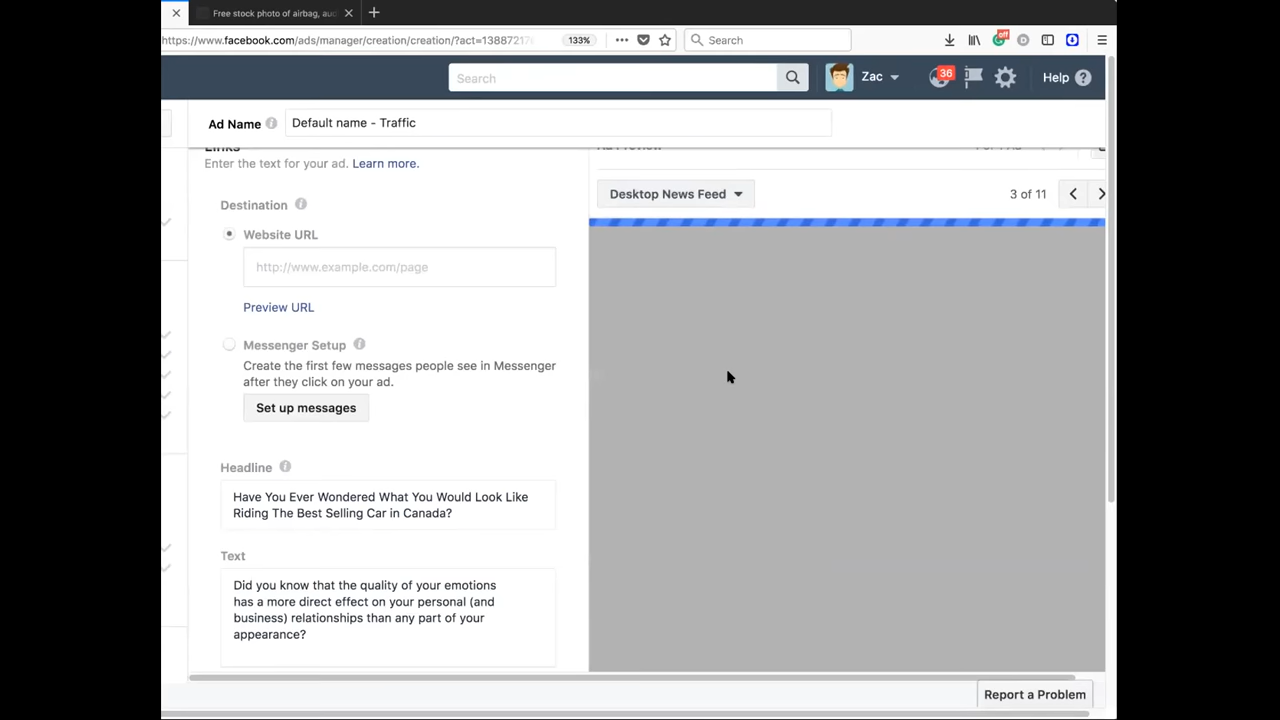 Free stock photo of airbag, aud
https://www.facebook.com/ads/manager/creation/creation/?act=13887217
133%
Search
off
Search
Zac
36
Help
Ad Name
Default name - Traffic
Links
Enter the text for your ad. Learn more.
Desktop News Feed
3 of 11
Destination
Website URL
http://www.example.com/page
Preview URL
Messenger Setup
Create the first few messages people see in Messenger
after they click on your ad.
Set up messages
Headline
Have You Ever Wondered What You Would Look Like
Riding The Best Selling Car in Canada?
Text
Did you know that the quality of your emotions
has a more direct effect on your personal (and
business) relationships than any part of your
appearance?
Report a Problem